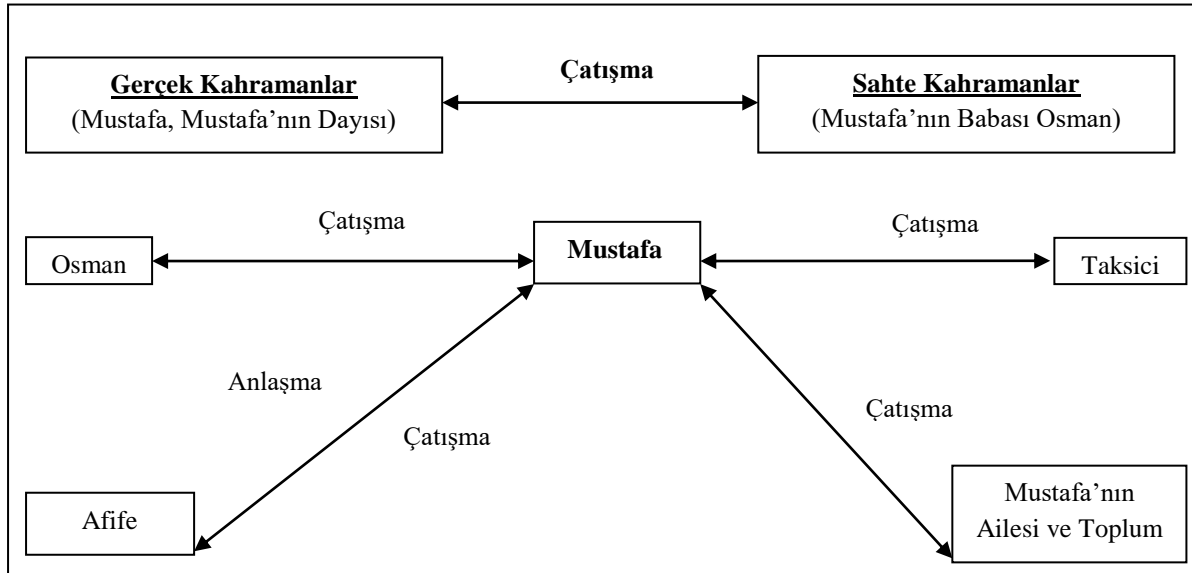 Gerçek Kahramanlar
(Mustafa, Mustafa’nın Dayısı)
Çatışma
Sahte Kahramanlar
(Mustafa’nın Babası Osman)
Çatışma
Çatışma
Osman
Mustafa
Taksici
Anlaşma
Çatışma
Çatışma
Afife
Mustafa’nın
Ailesi ve Toplum